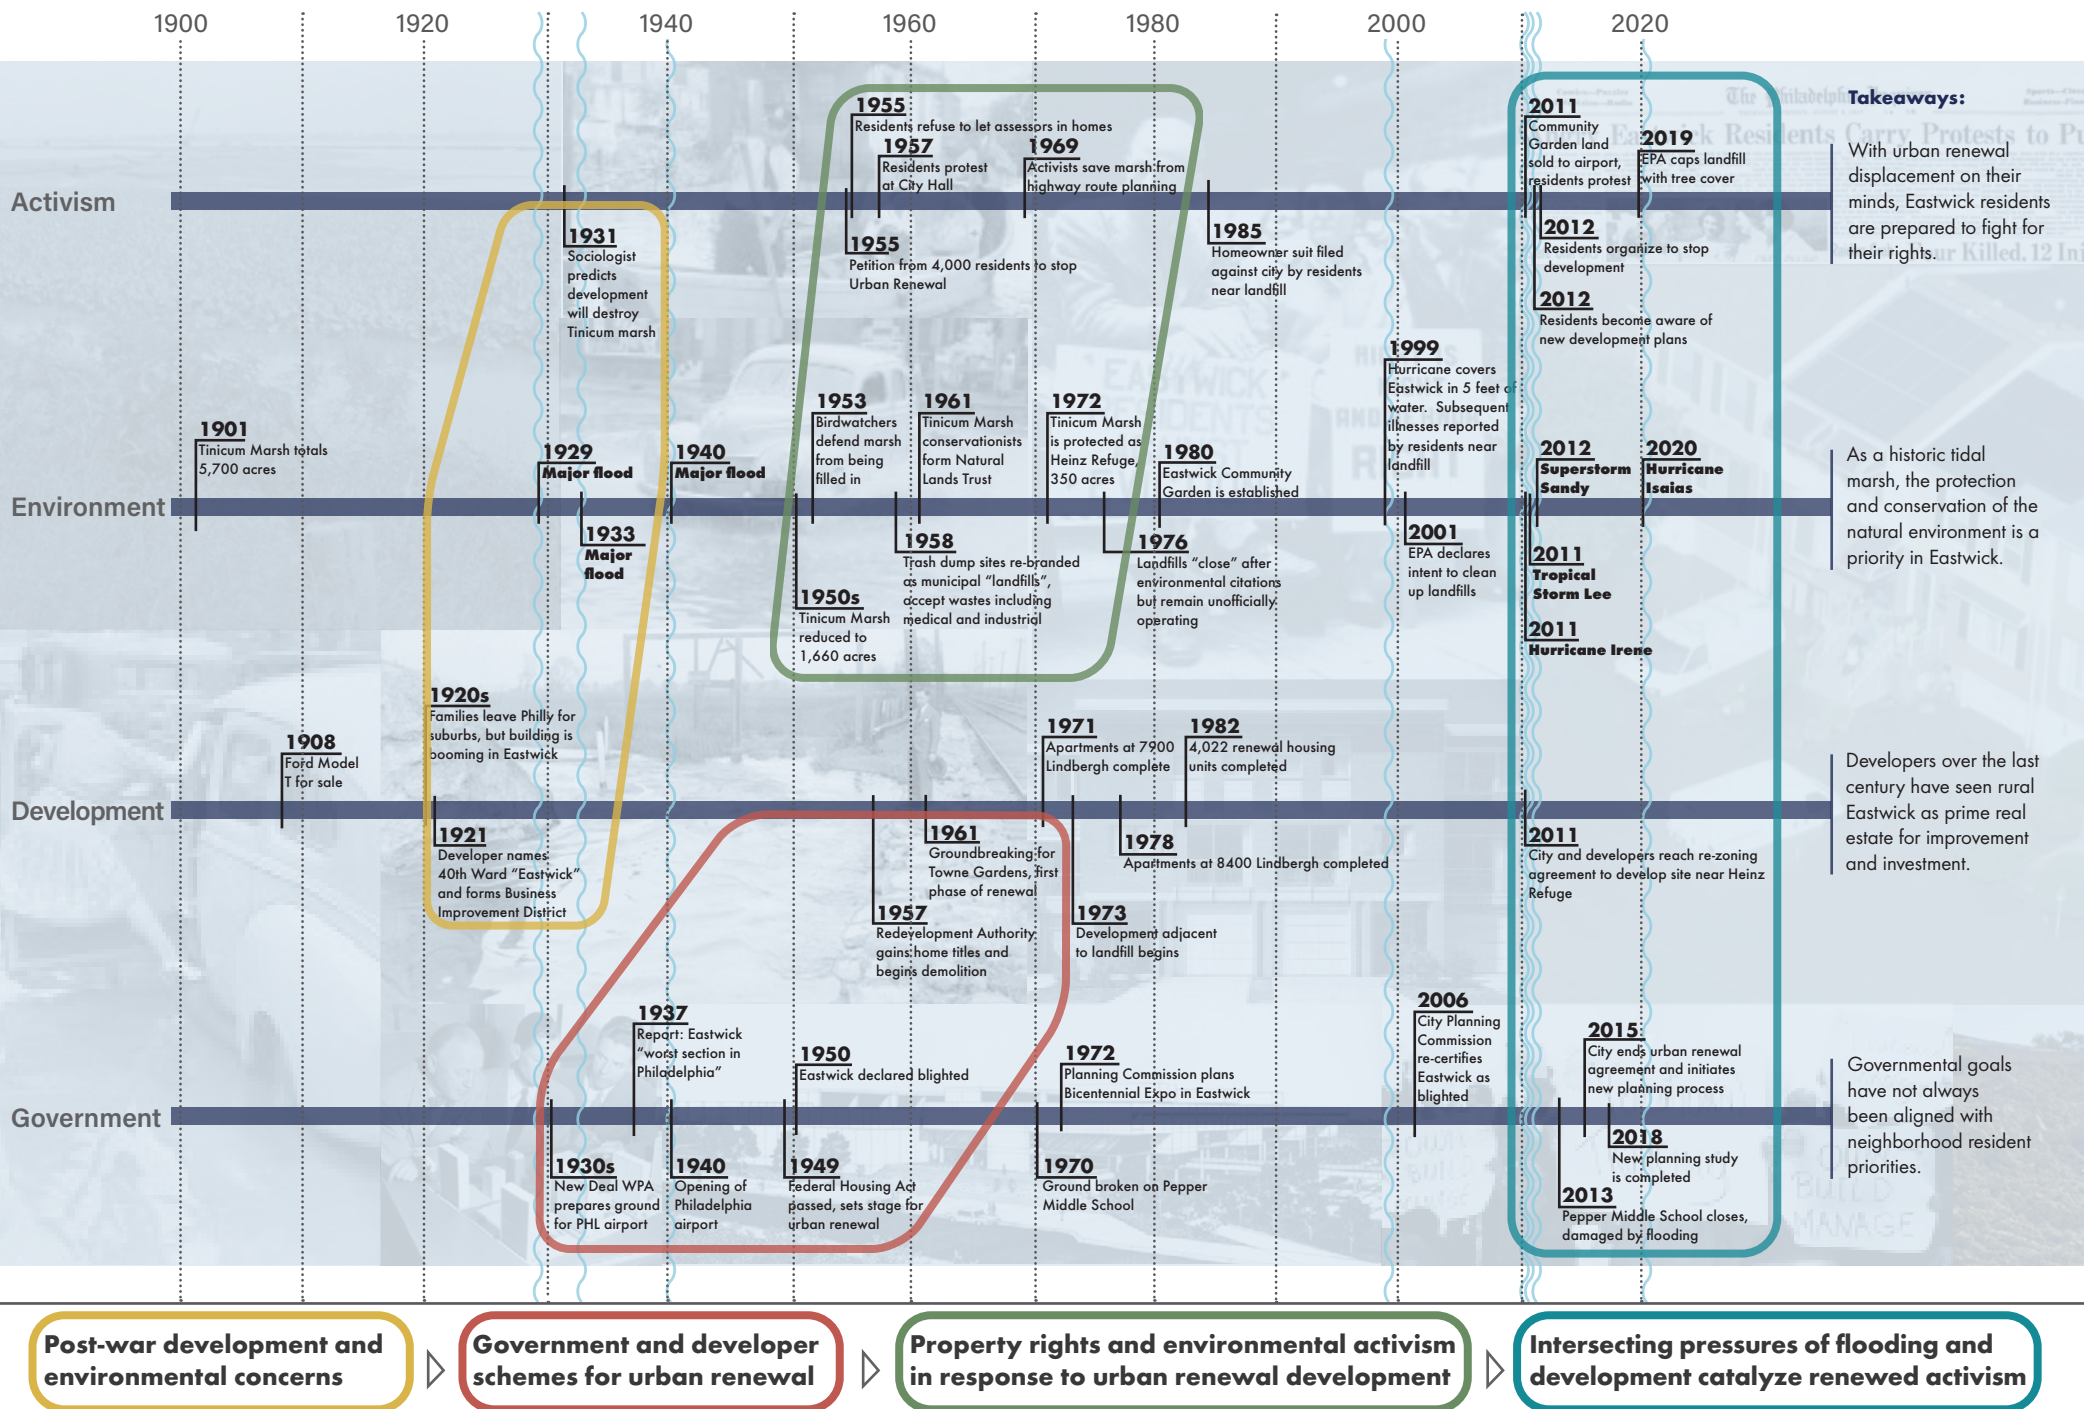 1900
1920
1940
1960
1980
2000
2020
Activism
1931
Sociologist
predicts
development
will destroy
Tinicum marsh
1955
Residents refuse to let assessors in homes
1957
Residents protest
at City Hall
1969
Activists save marsh from
highway route planning
1955
Petition from 4,000 residents to stop
Urban Renewal
1985
Homeowner suit filed
against city by residents
near landfill
2011
Community
Garden land
sold to airport,
residents protest
2019
EPA caps landfill
with tree cover
2012
Residents organize to stop
development
2012
Residents become aware of
new development plans
Takeaways:
With urban renewal
displacement on their
minds, Eastwick residents
are prepared to fight for
their rights.
Environment
1901
Tinicum Marsh totals
5,700 acres
1929
Major flood
1933
Major
flood
1940
Major flood
1953
Birdwatchers
defend marsh
from being
filled in
1961
Tinicum Marsh
conservationists
form Natural
Lands Trust
1972
Tinicum Marsh
is protected as
Heinz Refuge,
350 acres
1980
Eastwick Community
Garden is established
1950s
Tinicum Marsh
reduced to
1,660 acres
1958
Trash dump sites re-branded
as municipal “landfills”,
accept wastes including
medical and industrial
1976
Landfills “close” after
environmental citations
but remain unofficially
operating
1999
Hurricane covers
Eastwick in 5 feet of
water. Subsequent
illnesses reported
by residents near
landfill
2001
EPA declares
intent to clean
up landfills
2012
Superstorm
Sandy
2020
Hurricane
Isaias
2011
Tropical
Storm Lee
2011
Hurricane Irene
As a historic tidal
marsh, the protection
and conservation of the
natural environment is a
priority in Eastwick.
Development
1908
Ford Model
T for sale
1920s
Families leave Philly for
suburbs, but building is
booming in Eastwick
1921
Developer names
40th Ward “Eastwick”
and forms Business
Improvement District
1961
Groundbreaking for
Towne Gardens, first
phase of renewal
1957
Redevelopment Authority
gains home titles and
begins demolition
1971
Apartments at 7900
Lindbergh complete
1982
4,022 renewal housing
units completed
1978
Apartments at 8400 Lindbergh completed
1973
Development adjacent
to landfill begins
2011
City and developers reach re-zoning
agreement to develop site near Heinz
Refuge
Developers over the last
century have seen rural
Eastwick as prime real
estate for improvement
and investment.
Government
1937
Report: Eastwick
“worst section in
Philadelphia”
1930s
New Deal WPA
prepares ground
for PHL airport
1940
Opening of
Philadelphia
airport
1950
Eastwick declared blighted
1949
Federal Housing Act
passed, sets stage for
urban renewal
1972
Planning Commission plans
Bicentennial Expo in Eastwick
1970
Ground broken on Pepper
Middle School
2006
City Planning
Commission
re-certifies
Eastwick as
blighted
2015
City ends urban renewal
agreement and initiates
new planning process
2018
New planning study
is completed
2013
Pepper Middle School closes,
damaged by flooding
Governmental goals
have not always
been aligned with
neighborhood resident
priorities.
Post-war development and
environmental concerns
Government and developer
schemes for urban renewal
Property rights and environmental activism
in response to urban renewal development
Intersecting pressures of flooding and
development catalyze renewed activism